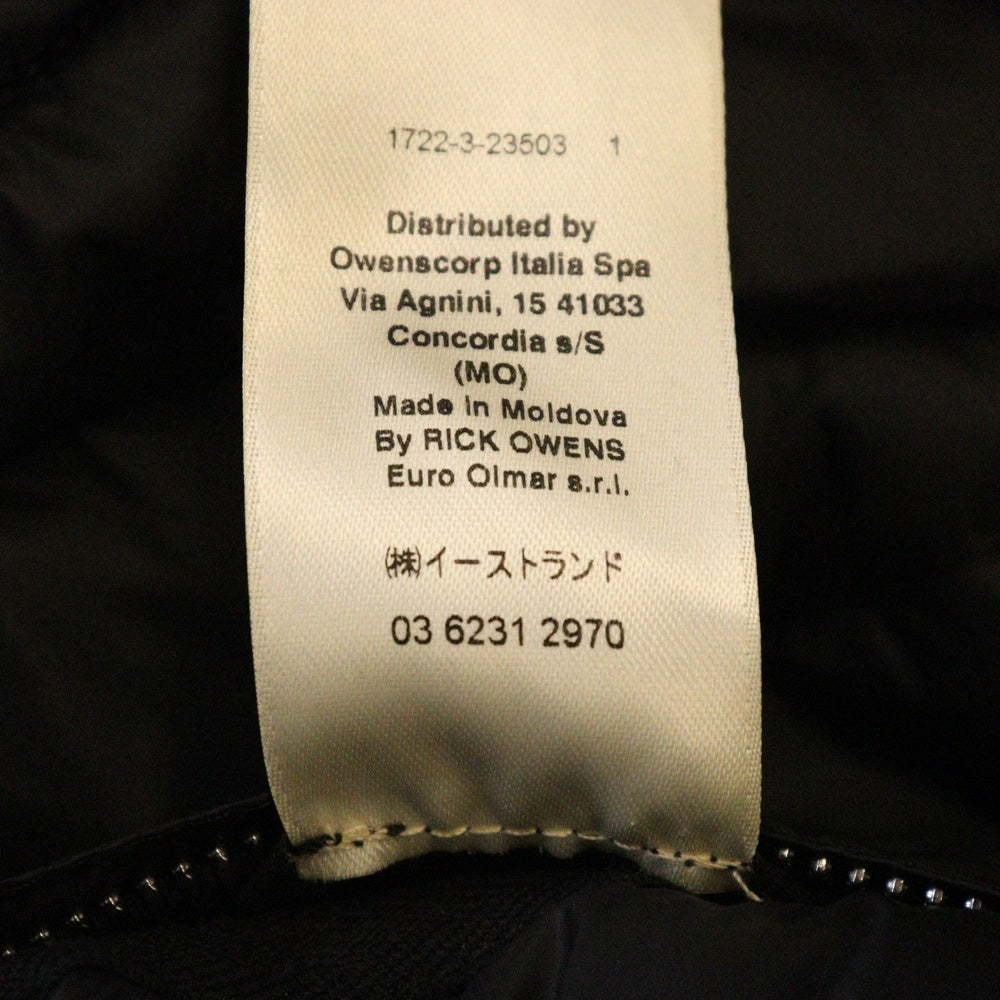 1722-3-23503 1
Distributed by
Owenscorp Italia Spa
Via Agnini, 15 41033
Concordia s/S
(MO)
Made in Moldova
By RICK OWENS
Euro Olmar s.r.l.
㈱イーストランド
03 6231 2970